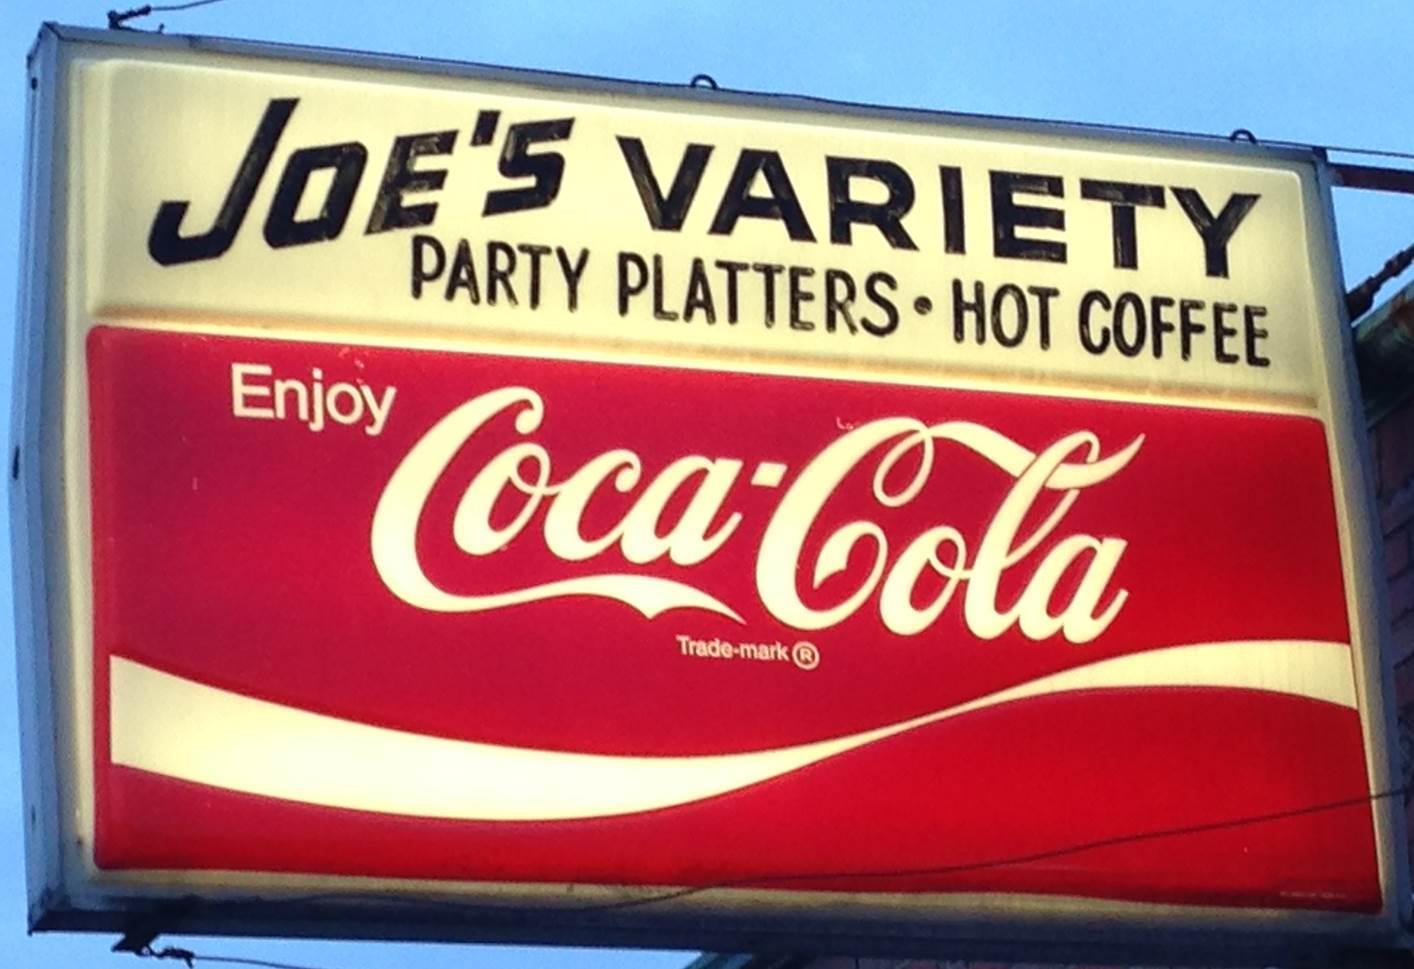 JOE'S VARIETY
PARTY PLATTERS • HOT COFFEE
Enjoy
Coca-Cola
Trade-mark ®